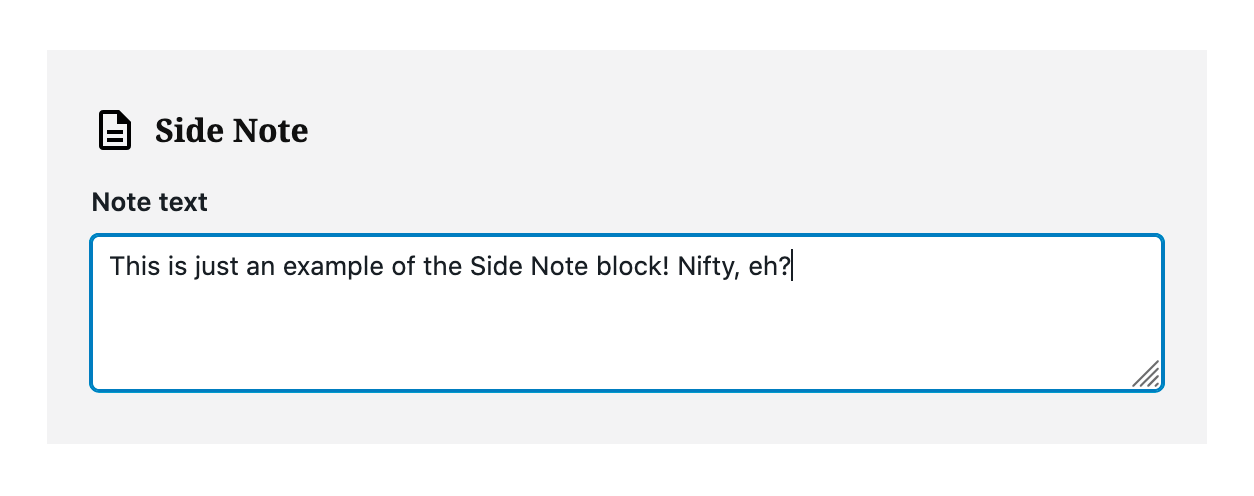 Side Note
Note text
This is just an example of the Side Note block! Nifty, eh?